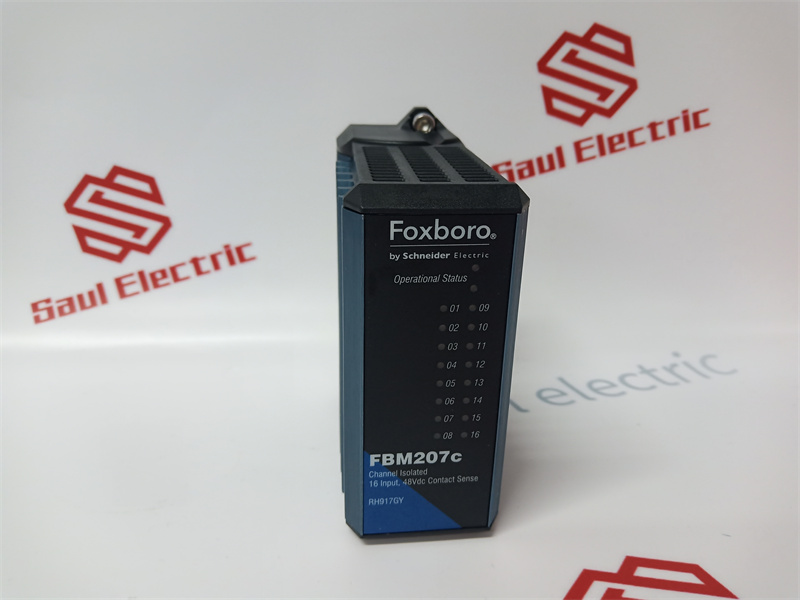 Saul Electric
Saul Electric
Foxboro®
by Schneider Electric
Operational Status
01 09
02 10
03 11
04 12
05 13
06 14
07 15
08 16
FBM207c
Channel Isolated
16 Input, 48Vdc Contact Sense
RH917GY
electric